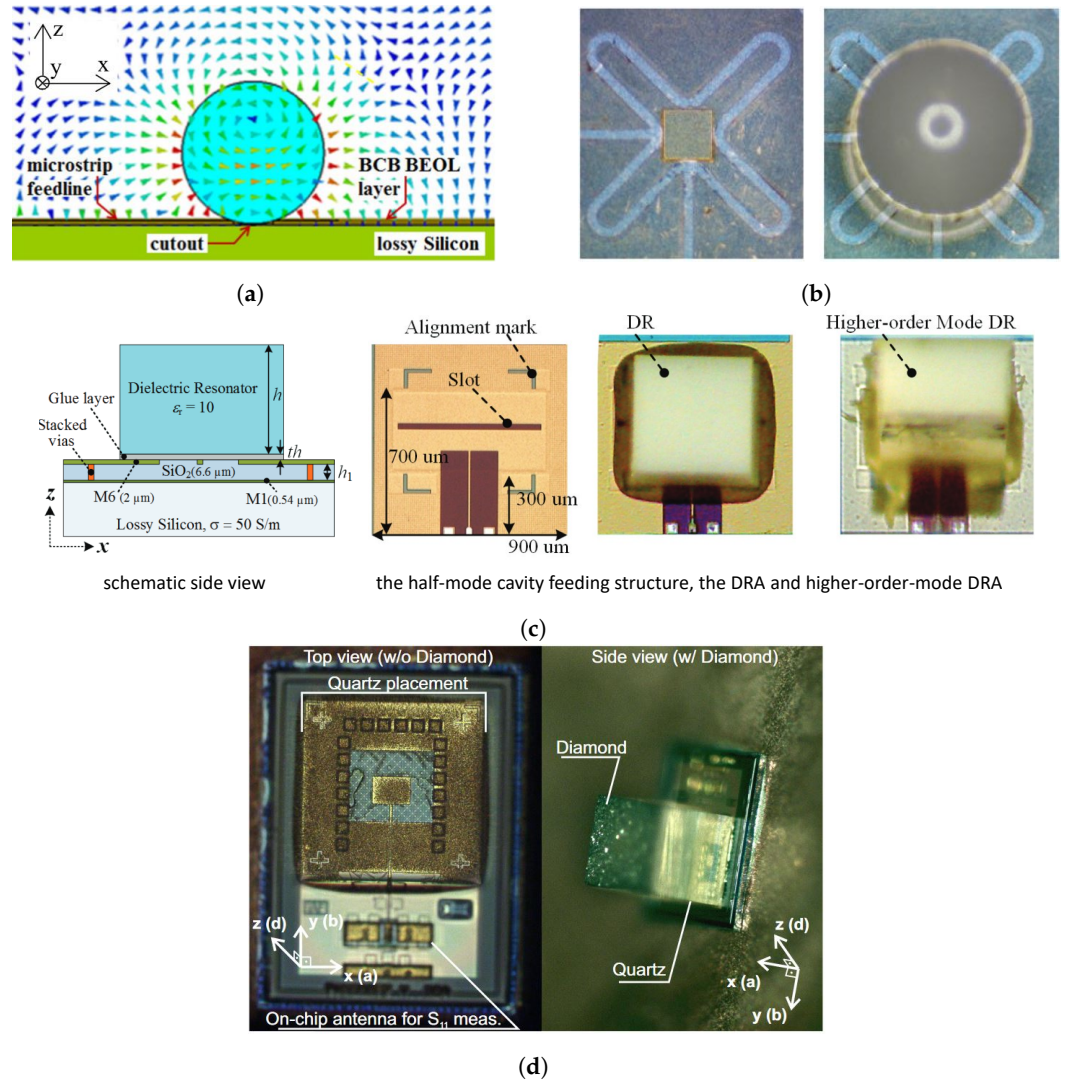 z
y
x
microstrip
feedline
BCB BEOL
layer
cutout
lossy Silicon
(a)
(b)
Dielectric Resonator
εr = 10
h
Glue layer
Stacked
vias
th
SiO2(6.6 µm)
h1
M6 (2 µm)
M1(0.54 µm)
z
Lossy Silicon, σ = 50 S/m
x
Alignment mark
Slot
700 um
300 um
900 um
DR
Higher-order Mode DR
schematic side view
the half-mode cavity feeding structure, the DRA and higher-order-mode DRA
(c)
Top view (w/o Diamond)
Quartz placement
z (d)
y (b)
x (a)
On-chip antenna for S11 meas.
Side view (w/ Diamond)
Diamond
Quartz
z (d)
x (a)
y (b)
(d)